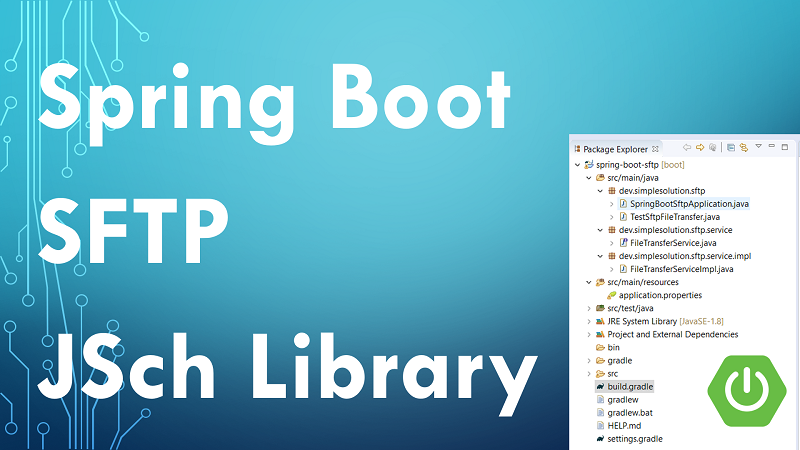 Spring Boot
SFTP
JSch Library
Package Explorer
spring-boot-sftp [boot]
src/main/java
dev.simplesolution.sftp
SpringBootSftpApplication.java
TestSftpFileTransfer.java
dev.simplesolution.sftp.service
FileTransferService.java
dev.simplesolution.sftp.service.impl
FileTransferServiceImpl.java
src/main/resources
application.properties
src/test/java
JRE System Library [JavaSE-1.8]
Project and External Dependencies
bin
gradle
src
build.gradle
gradlew
gradlew.bat
HELP.md
settings.gradle